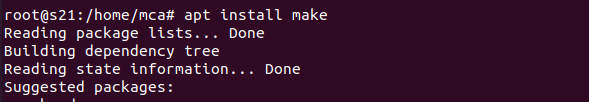 root@s21:/home/mca# apt install make
Reading package lists... Done
Building dependency tree
Reading state information... Done
Suggested packages: